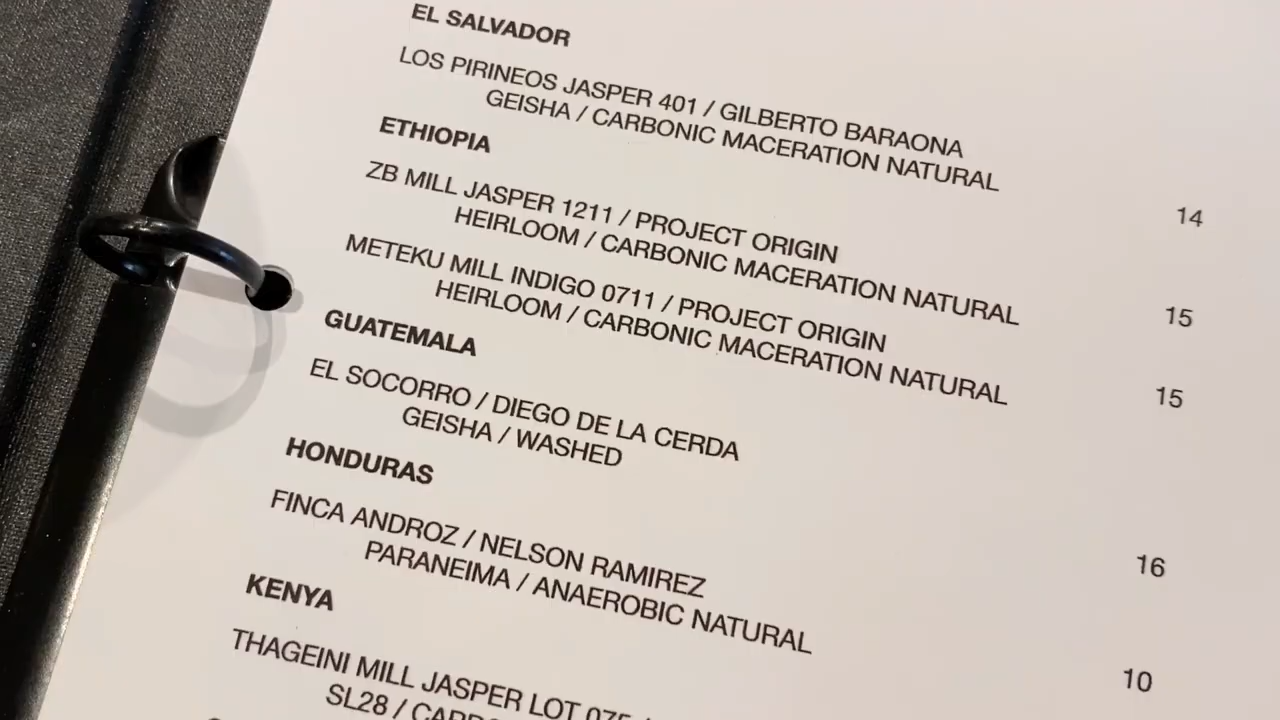 EL SALVADOR
LOS PIRINEOS JASPER 401 / GILBERTO BARAONA
GEISHA / CARBONIC MACERATION NATURAL 14
ETHIOPIA
ZB MILL JASPER 1211 / PROJECT ORIGIN
HEIRLOOM / CARBONIC MACERATION NATURAL 15
METEKU MILL INDIGO 0711 / PROJECT ORIGIN
HEIRLOOM / CARBONIC MACERATION NATURAL 15
GUATEMALA
EL SOCORRO / DIEGO DE LA CERDA
GEISHA / WASHED 16
HONDURAS
FINCA ANDROZ / NELSON RAMIREZ
PARANEIMA / ANAEROBIC NATURAL 10
KENYA
THAGEINI MILL JASPER LOT
SL28 /